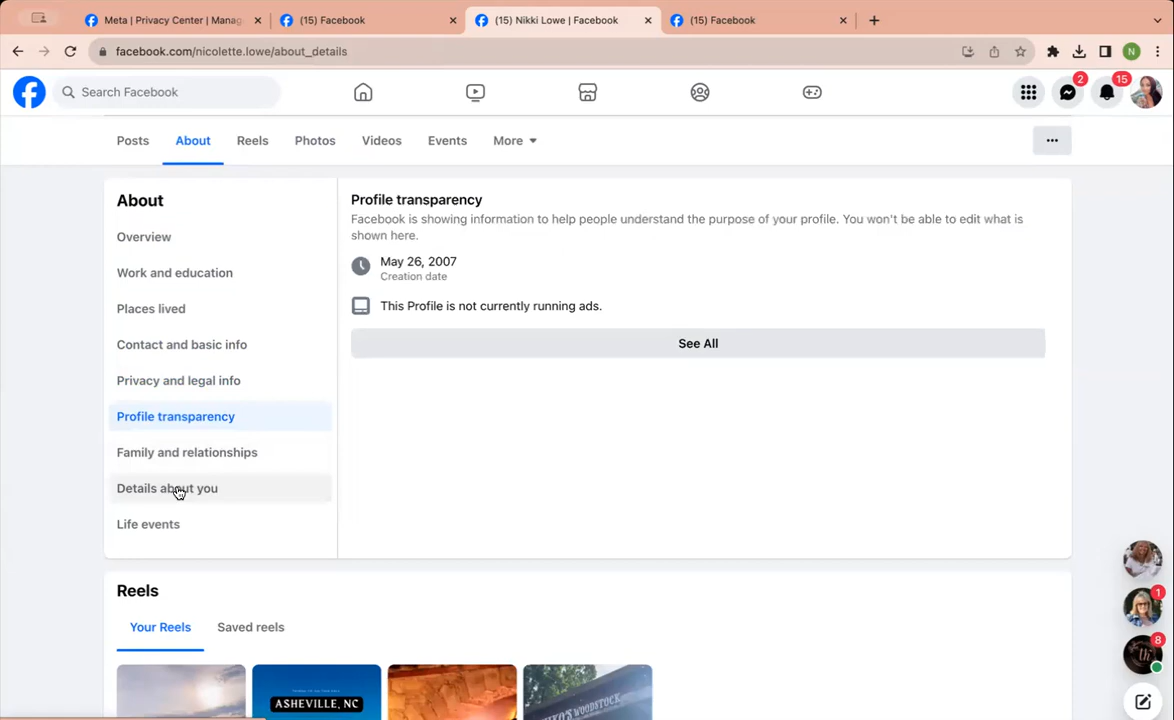 Meta | Privacy Center | Manag
(15) Facebook
(15) Nikki Lowe | Facebook
(15) Facebook
facebook.com/nicolette.lowe/about_details
N
Search Facebook
2
15
Posts
About
Reels
Photos
Videos
Events
More
About
Overview
Work and education
Places lived
Contact and basic info
Privacy and legal info
Profile transparency
Family and relationships
Details about you
Life events
Profile transparency
Facebook is showing information to help people understand the purpose of your profile. You won't be able to edit what is
shown here.
May 26, 2007
Creation date
This Profile is not currently running ads.
See All
Reels
Your Reels
Saved reels
ASHEVILLE, NC
WOODSTOCK
1
8